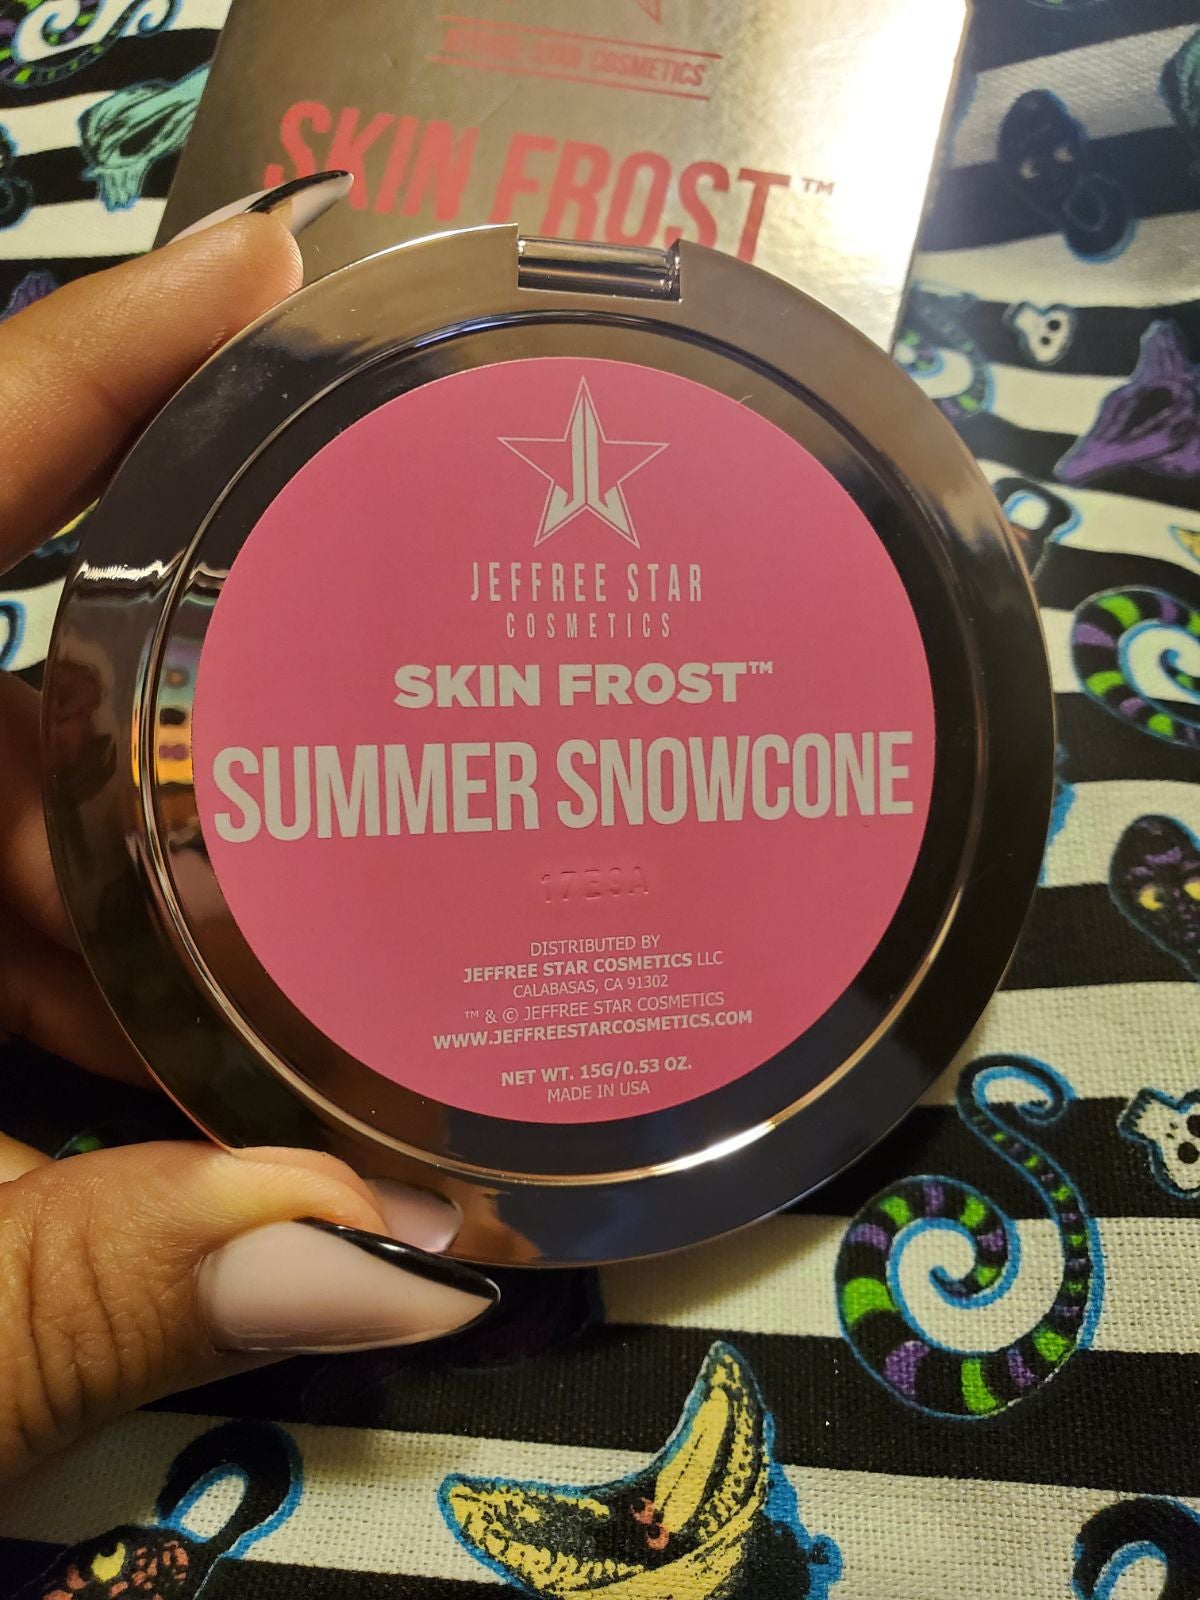 JEFFREE STAR COSMETICS
SKIN FROST™
JEFFREE STAR
COSMETICS
SKIN FROST™
SUMMER SNOWCONE
17E9A
DISTRIBUTED BY
JEFFREE STAR COSMETICS LLC
CALABASAS, CA 91302
™ & © JEFFREE STAR COSMETICS
WWW.JEFFREESTARCOSMETICS.COM
NET WT. 15G/0.53 OZ.
MADE IN USA